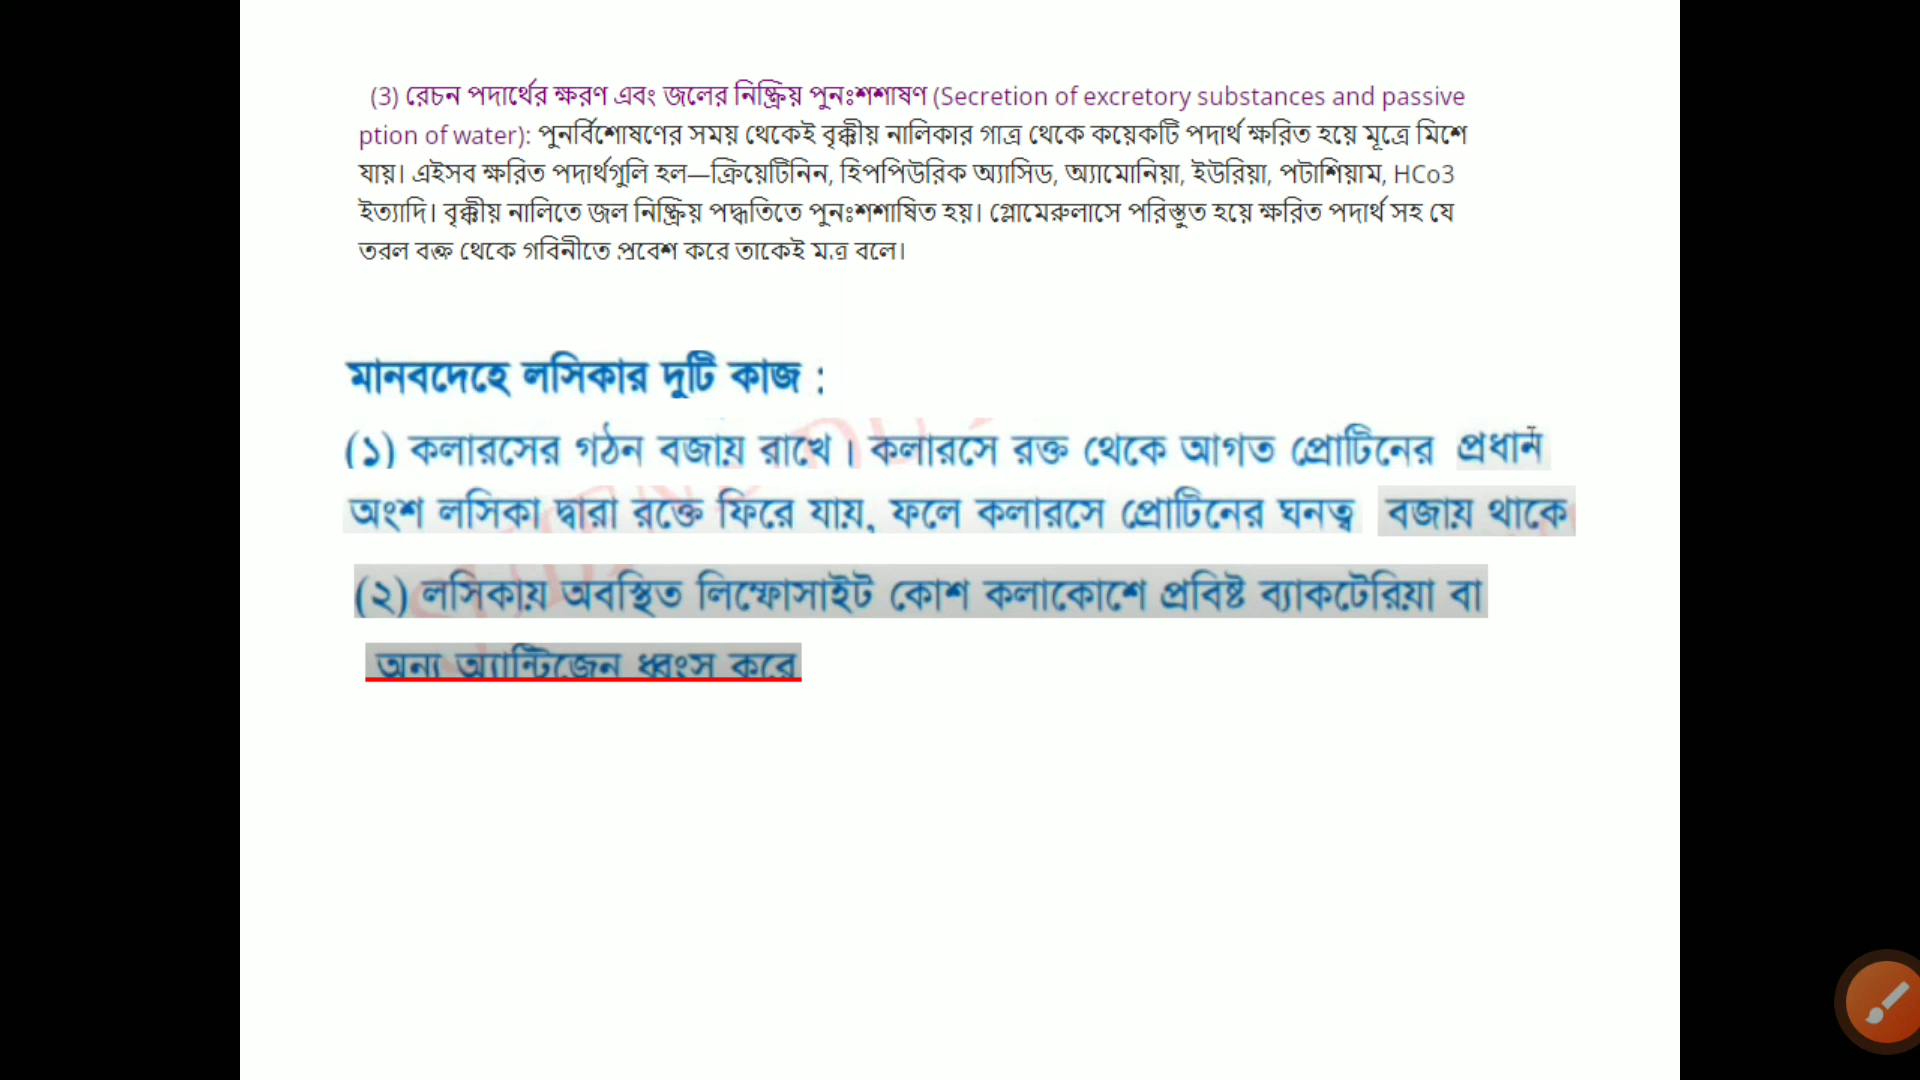 (3) রেচন পদার্থের ক্ষরণ এবং জলের নিষ্ক্রিয় পুনঃশশাষণ (Secretion of excretory substances and passive
ption of water): পুনর্বিশোষণের সময় থেকেই বৃক্কীয় নালিকার গাত্র থেকে কয়েকটি পদার্থ ক্ষরিত হয়ে মূত্রে মিশে
যায়। এইসব ক্ষরিত পদার্থগুলি হল—ক্রিয়েটিনিন, হিপপিউরিক অ্যাসিড, অ্যামোনিয়া, ইউরিয়া, পটাশিয়াম, HCo3
ইত্যাদি। বৃক্কীয় নালিতে জল নিষ্ক্রিয় পদ্ধতিতে পুনঃশশাষিত হয়। গ্লোমেরুলাসে পরিস্তুত হয়ে ক্ষরিত পদার্থ সহ যে
তরল বৃক্ক থেকে গবিনীতে প্রবেশ করে তাকেই মূত্র বলে।
মানবদেহে লসিকার দুটি কাজ :
(১) কলারসের গঠন বজায় রাখে। কলারসে রক্ত থেকে আগত প্রোটিনের প্রধান
অংশ লসিকা দ্বারা রক্তে ফিরে যায়, ফলে কলারসে প্রোটিনের ঘনত্ব বজায় থাকে
(২) লসিকায় অবস্থিত লিম্ফোসাইট কোশ কলাকোশে প্রবিষ্ট ব্যাকটেরিয়া বা
অন্য অ্যান্টিজেন ধ্বংস করে